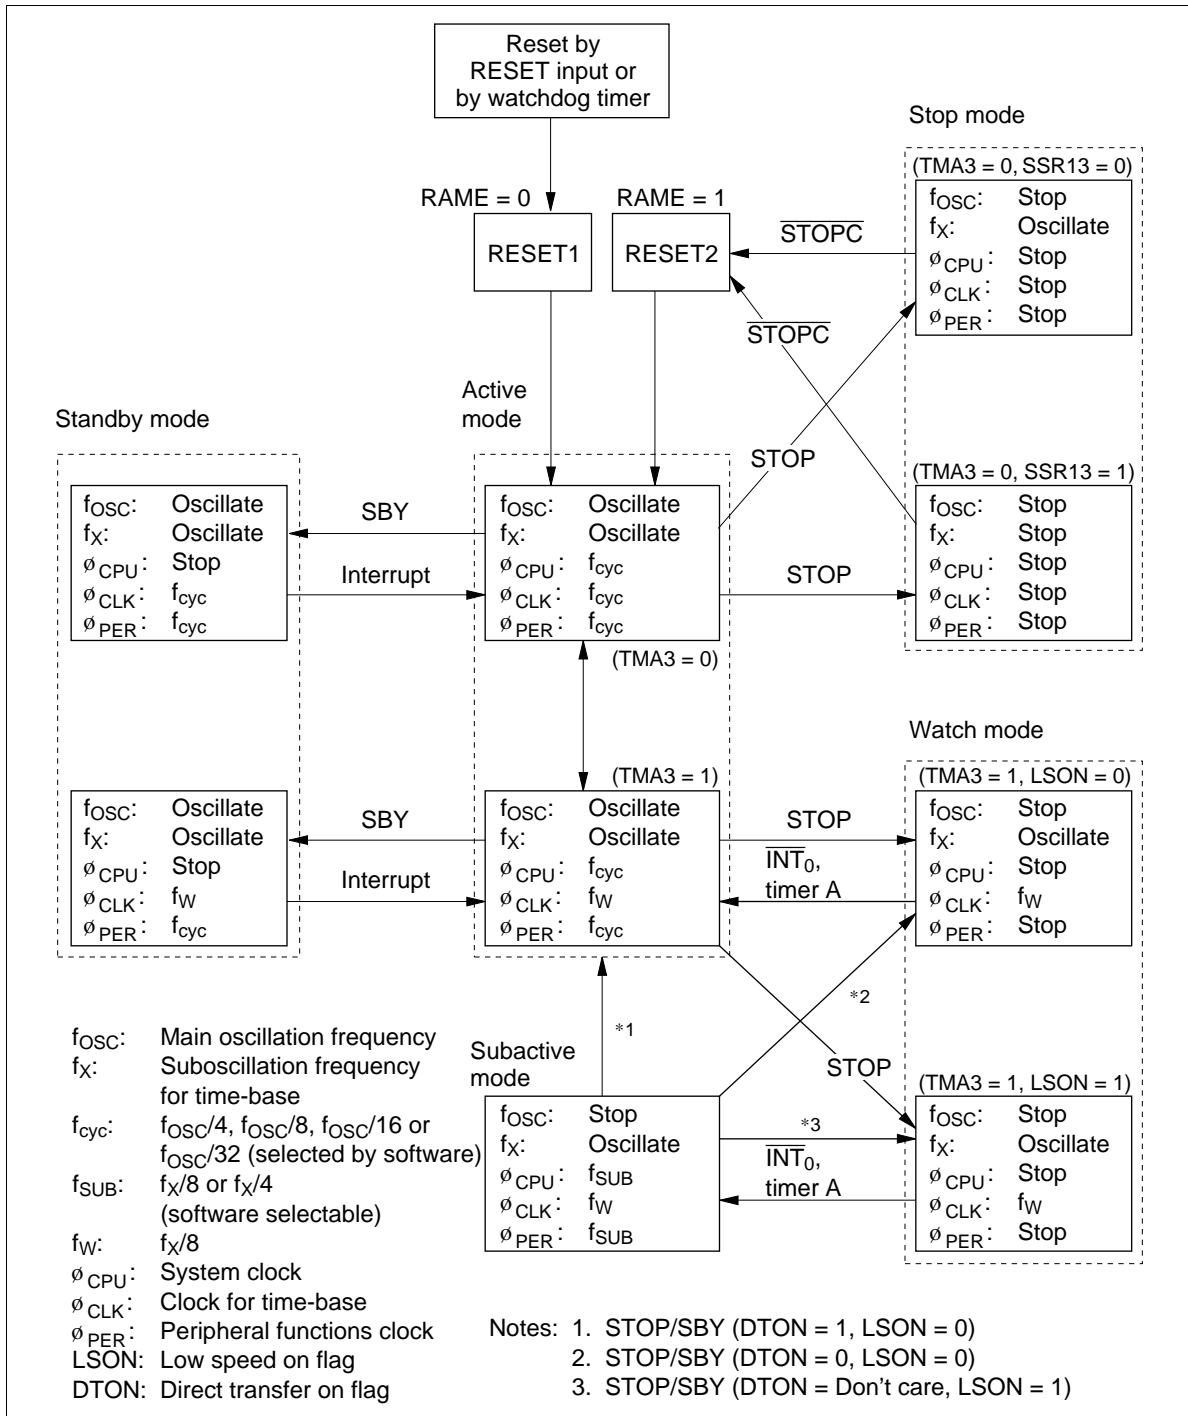 Reset by
RESET input or
by watchdog timer
RAME = 0
RAME = 1
RESET1
RESET2
Stop mode
(TMA3 = 0, SSR13 = 0)
fOSC: Stop
fX: Oscillate
øCPU: Stop
øCLK: Stop
øPER: Stop
STOPC
STOPC
STOP
(TMA3 = 0, SSR13 = 1)
fOSC: Stop
fX: Stop
øCPU: Stop
øCLK: Stop
øPER: Stop
Standby mode
fOSC: Oscillate
fX: Oscillate
øCPU: Stop
øCLK: fcyc
øPER: fcyc
SBY
Interrupt
Active
mode
fOSC: Oscillate
fX: Oscillate
øCPU: fcyc
øCLK: fcyc
øPER: fcyc
(TMA3 = 0)
STOP
fOSC: Oscillate
fX: Oscillate
øCPU: Stop
øCLK: fW
øPER: fcyc
SBY
Interrupt
(TMA3 = 1)
fOSC: Oscillate
fX: Oscillate
øCPU: fcyc
øCLK: fW
øPER: fcyc
STOP
INT0,
timer A
Watch mode
(TMA3 = 1, LSON = 0)
fOSC: Stop
fX: Oscillate
øCPU: Stop
øCLK: fW
øPER: Stop
*1
*2
STOP
Subactive
mode
fOSC: Stop
fX: Oscillate
øCPU: fSUB
øCLK: fW
øPER: fSUB
*3
INT0,
timer A
(TMA3 = 1, LSON = 1)
fOSC: Stop
fX: Oscillate
øCPU: Stop
øCLK: fW
øPER: Stop
fOSC: Main oscillation frequency
fX: Suboscillation frequency
for time-base
fcyc: fOSC/4, fOSC/8, fOSC/16 or
fOSC/32 (selected by software)
fSUB: fX/8 or fX/4
(software selectable)
fW: fX/8
øCPU: System clock
øCLK: Clock for time-base
øPER: Peripheral functions clock
LSON: Low speed on flag
DTON: Direct transfer on flag
Notes: 1. STOP/SBY (DTON = 1, LSON = 0)
2. STOP/SBY (DTON = 0, LSON = 0)
3. STOP/SBY (DTON = Don't care, LSON = 1)